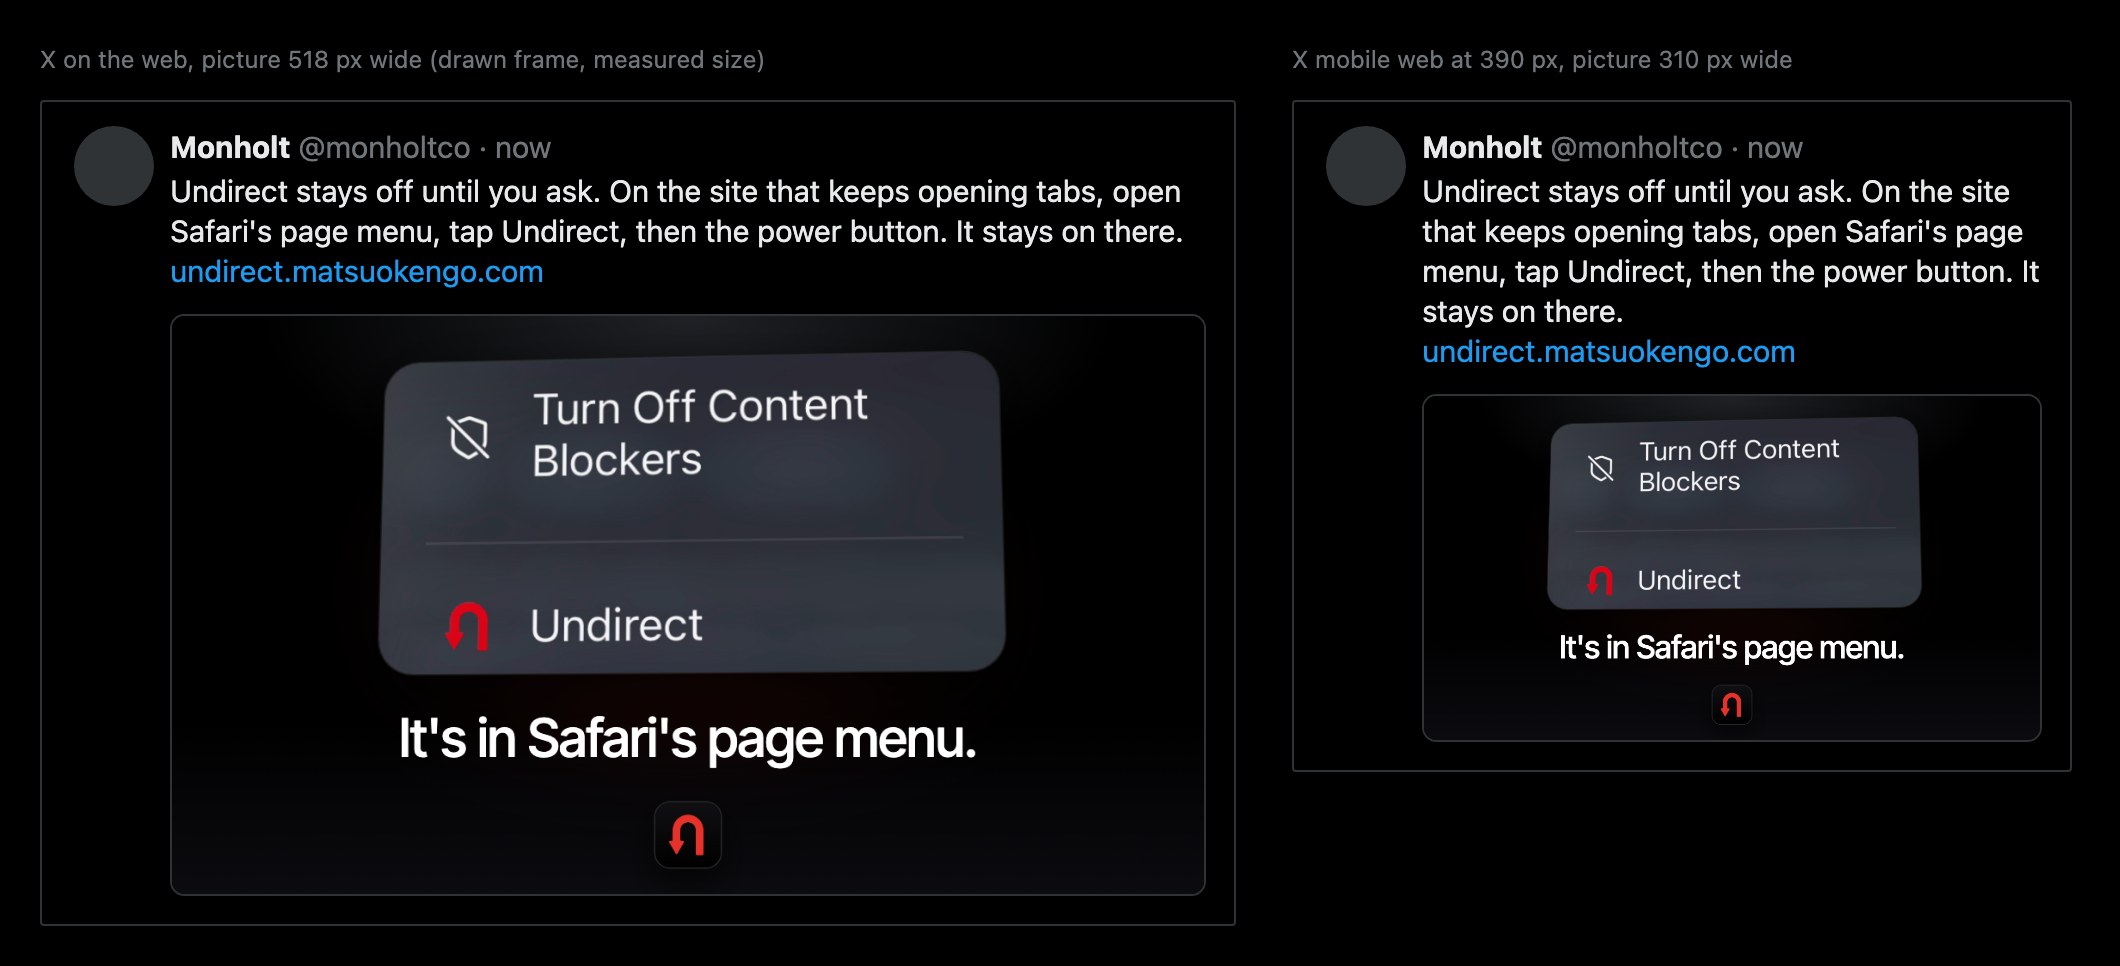 X on the web, picture 518 px wide (drawn frame, measured size)
Monholt @monholtco · now
Undirect stays off until you ask. On the site that keeps opening tabs, open
Safari's page menu, tap Undirect, then the power button. It stays on there.
undirect.matsuokengo.com
Turn Off Content
Blockers
Undirect
It's in Safari's page menu.
X mobile web at 390 px, picture 310 px wide
Monholt @monholtco · now
Undirect stays off until you ask. On the site
that keeps opening tabs, open Safari's page
menu, tap Undirect, then the power button. It
stays on there.
undirect.matsuokengo.com
Turn Off Content
Blockers
Undirect
It's in Safari's page menu.